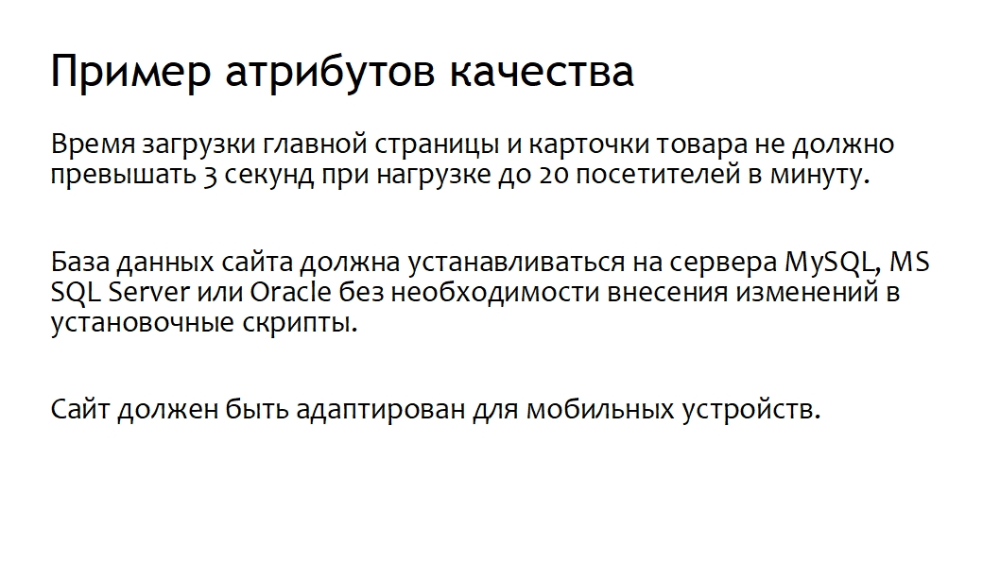 Пример атрибутов качества
Время загрузки главной страницы и карточки товара не должно
превышать 3 секунд при нагрузке до 20 посетителей в минуту.
База данных сайта должна устанавливаться на сервера MySQL, MS
SQL Server или Oracle без необходимости внесения изменений в
установочные скрипты.
Сайт должен быть адаптирован для мобильных устройств.